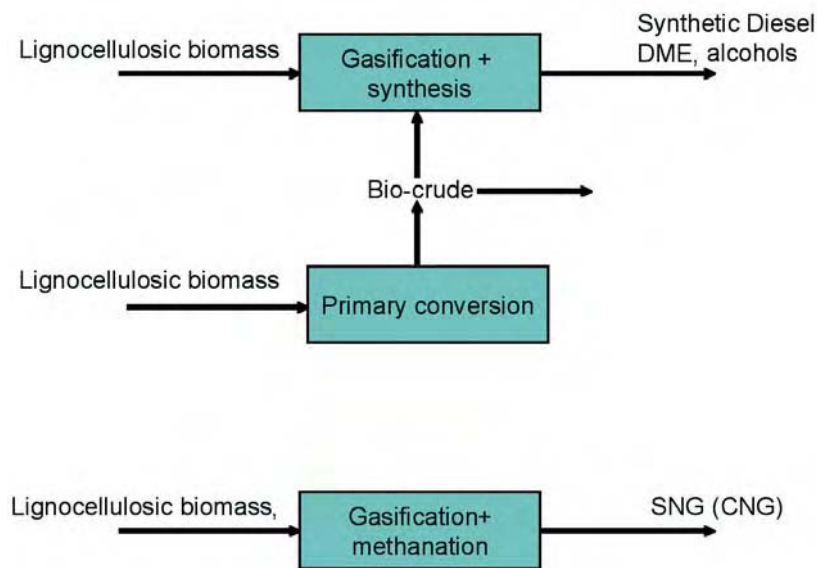 Synthetic Diesel
DME, alcohols
Lignocellulosic biomass
Gasification +
synthesis
Bio-crude
Lignocellulosic biomass
Primary conversion
Lignocellulosic biomass,
Gasification+
methanation
SNG (CNG)